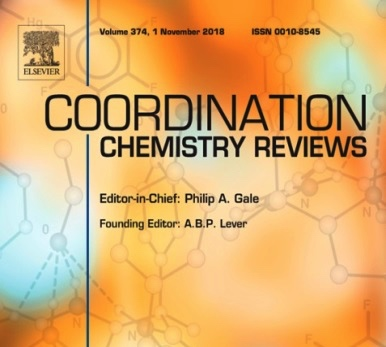 Volume 374, 1 November 2018 ISSN 0010-8545
ELSEVIER
COORDINATION
CHEMISTRY REVIEWS
Editor-in-Chief: Philip A. Gale
Founding Editor: A.B.P. Lever